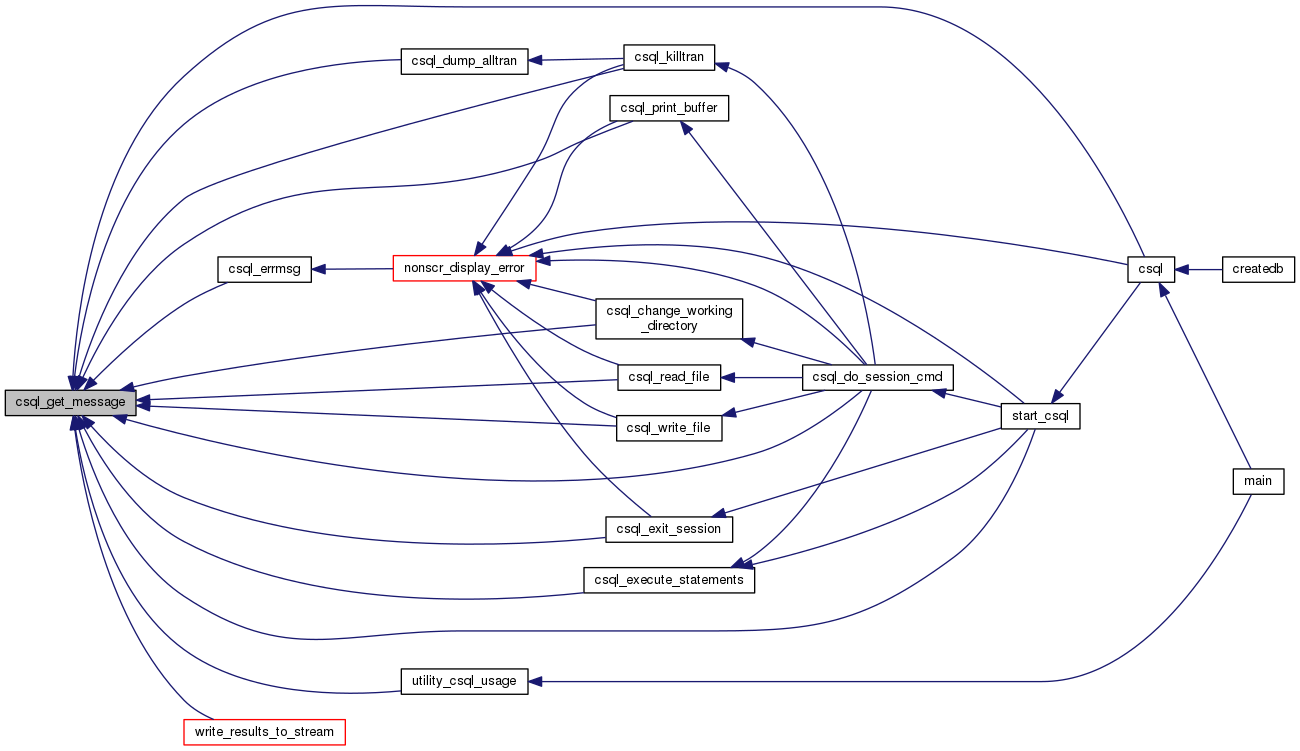 csql_dump_alltran
csql_killtran
csql_print_buffer
csql_errmsg
nonscr_display_error
csql
createdb
csql_change_working
_directory
csql_read_file
csql_do_session_cmd
csql_get_message
start_csql
csql_write_file
main
csql_exit_session
csql_execute_statements
utility_csql_usage
write_results_to_stream